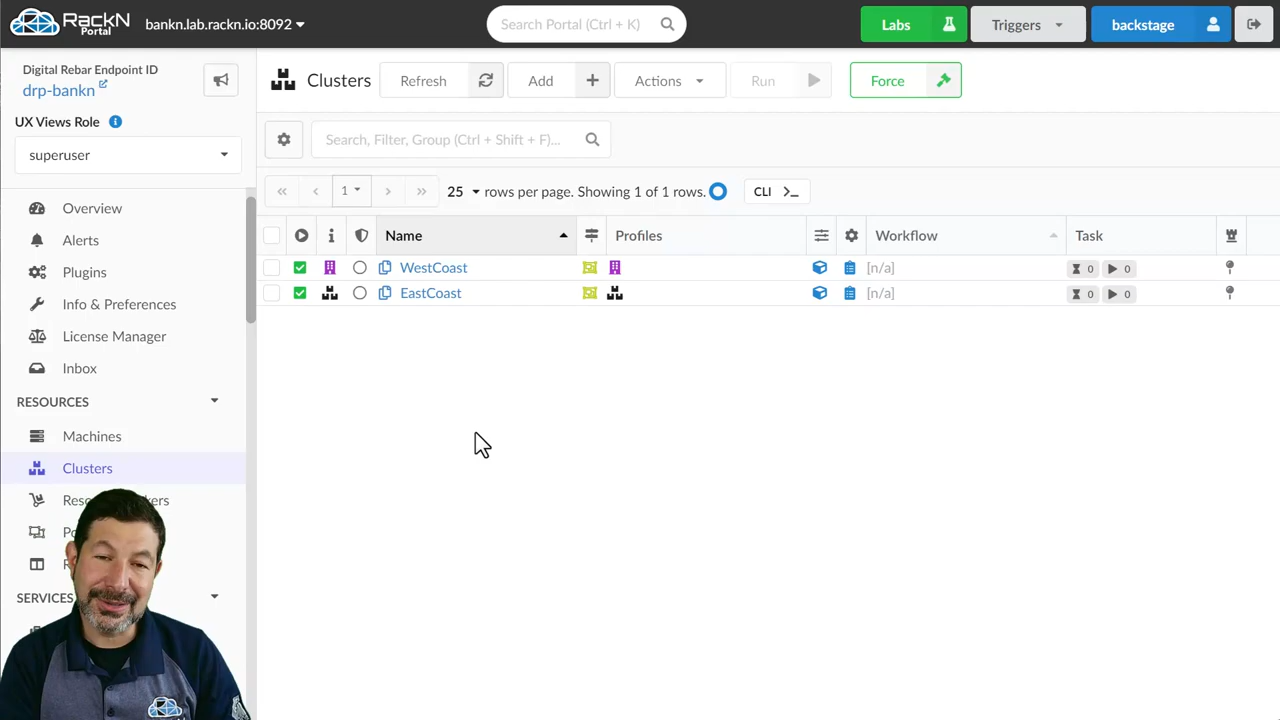 RackN
Portal
bankn.lab.rackn.io:8092
Search Portal (Ctrl + K)
Labs
Triggers
backstage
Digital Rebar Endpoint ID
drp-bankn
UX Views Role
superuser
Overview
Alerts
Plugins
Info & Preferences
License Manager
Inbox
RESOURCES
Machines
Clusters
SERVICES
Clusters
Refresh
Add
Actions
Run
Force
Search, Filter, Group (Ctrl + Shift + F)...
1
25 rows per page. Showing 1 of 1 rows.
CLI
Name Profiles Workflow Task
WestCoast [n/a] 0 0
EastCoast [n/a] 0 0